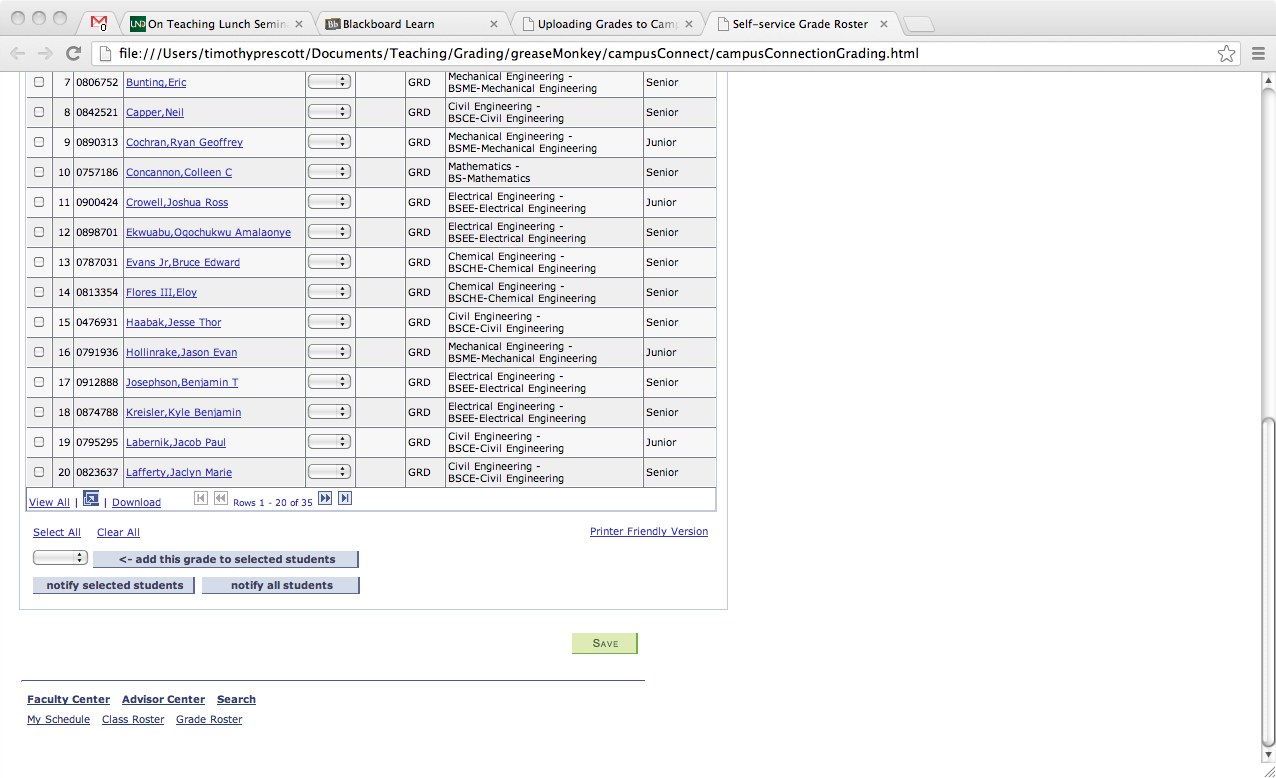 On Teaching Lunch Semin
Blackboard Learn
Uploading Grades to Camp
Self-service Grade Roster
file:///Users/timothyprescott/Documents/Teaching/Grading/greaseMonkey/campusConnect/campusConnectionGrading.html
7 0806752 Bunting,Eric GRD Mechanical Engineering - BSME-Mechanical Engineering Senior
8 0842521 Capper,Neil GRD Civil Engineering - BSCE-Civil Engineering Senior
9 0890313 Cochran,Ryan Geoffrey GRD Mechanical Engineering - BSME-Mechanical Engineering Junior
10 0757186 Concannon,Colleen C GRD Mathematics - BS-Mathematics Senior
11 0900424 Crowell,Joshua Ross GRD Electrical Engineering - BSEE-Electrical Engineering Junior
12 0898701 Ekwuabu,Ogochukwu Amalaonye GRD Electrical Engineering - BSEE-Electrical Engineering Senior
13 0787031 Evans Jr,Bruce Edward GRD Chemical Engineering - BSCHE-Chemical Engineering Senior
14 0813354 Flores III,Eloy GRD Chemical Engineering - BSCHE-Chemical Engineering Senior
15 0476931 Haabak,Jesse Thor GRD Civil Engineering - BSCE-Civil Engineering Senior
16 0791936 Hollinrake,Jason Evan GRD Mechanical Engineering - BSME-Mechanical Engineering Junior
17 0912888 Josephson,Benjamin T GRD Electrical Engineering - BSEE-Electrical Engineering Senior
18 0874788 Kreisler,Kyle Benjamin GRD Electrical Engineering - BSEE-Electrical Engineering Senior
19 0795295 Labernik,Jacob Paul GRD Civil Engineering - BSCE-Civil Engineering Junior
20 0823637 Lafferty,Jaclyn Marie GRD Civil Engineering - BSCE-Civil Engineering Senior
View All | | Download Rows 1 - 20 of 35
Select All Clear All Printer Friendly Version
<- add this grade to selected students
notify selected students notify all students
SAVE
Faculty Center Advisor Center Search
My Schedule Class Roster Grade Roster